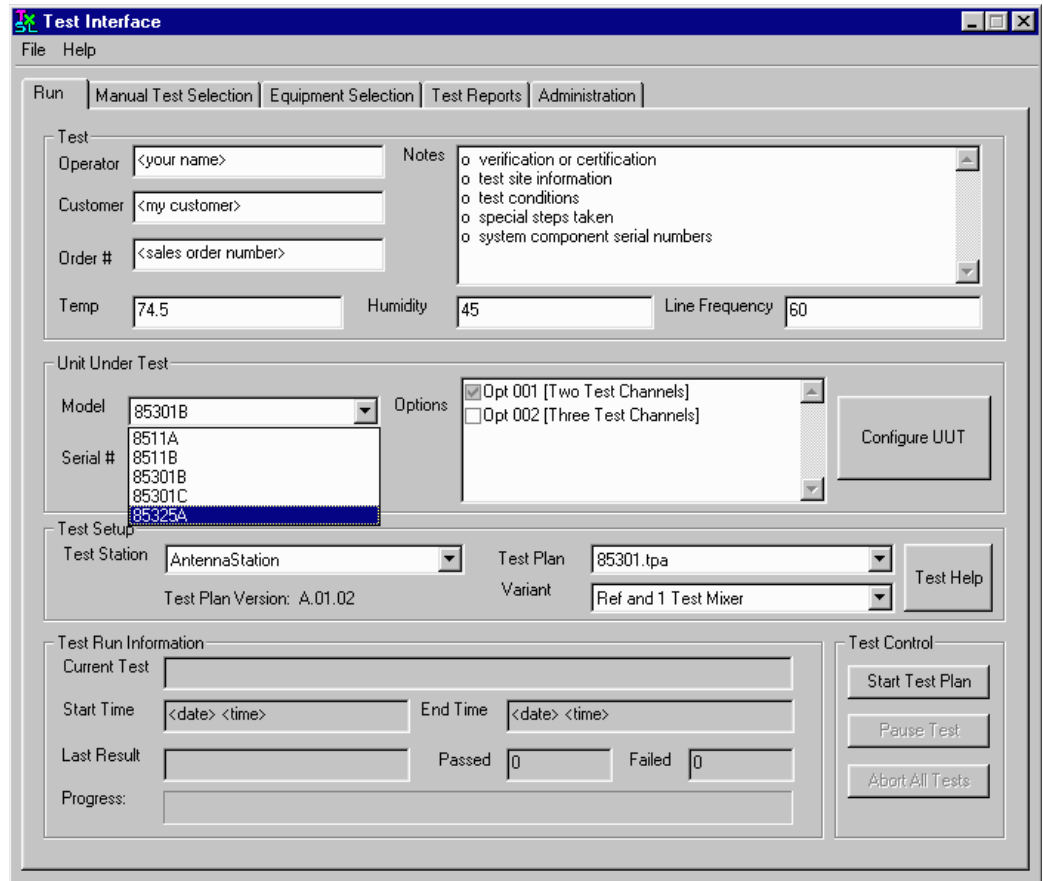 Test Interface
File Help
Run Manual Test Selection Equipment Selection Test Reports Administration
Test
Operator <your name>
Customer <my customer>
Order # <sales order number>
Notes
o verification or certification
o test site information
o test conditions
o special steps taken
o system component serial numbers
Temp 74.5 Humidity 45 Line Frequency 60
Unit Under Test
Model 85301B
8511A
8511B
85301B
85301C
85325A
Serial #
Options
Opt 001 [Two Test Channels]
Opt 002 [Three Test Channels]
Configure UUT
Test Setup
Test Station AntennaStation
Test Plan Version: A.01.02
Test Plan 85301.tpa
Variant Ref and 1 Test Mixer
Test Help
Test Run Information
Current Test
Start Time <date> <time> End Time <date> <time>
Last Result Passed 0 Failed 0
Progress:
Test Control
Start Test Plan
Pause Test
Abort All Tests